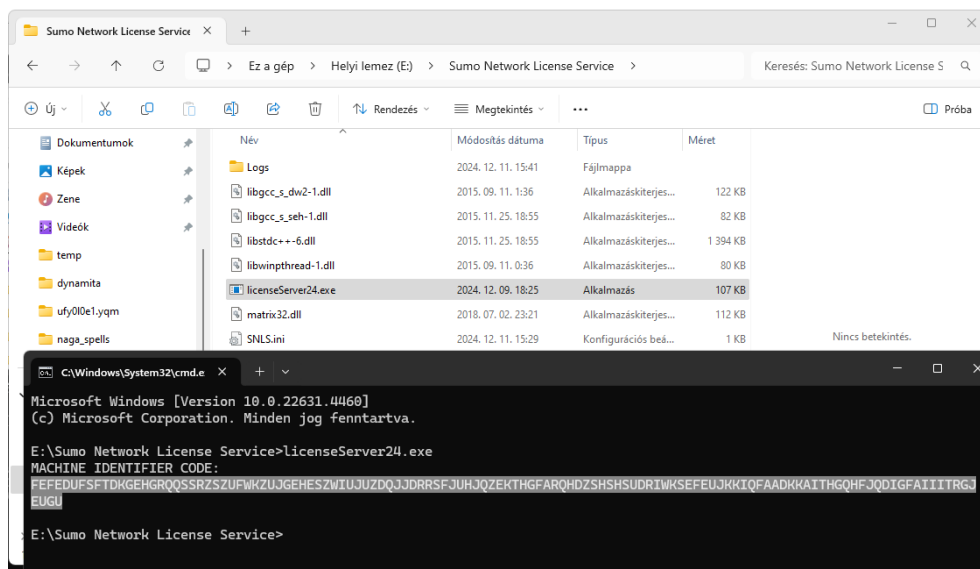 Sumo Network License Service
Ez a gép > Helyi lemez (E:) > Sumo Network License Service >
Keresés: Sumo Network License S
Új
Rendezés
Megtekintés
Próba
Név Módosítás dátuma Típus Méret
Dokumentumok
Képek
Zene
Videók
temp
dynamita
ufy0l0e1.yqm
naga_spells
Logs 2024. 12. 11. 15:41 Fájlmappa
libgcc_s_dw2-1.dll 2015. 09. 11. 1:36 Alkalmazáskiterjes... 122 KB
libgcc_s_seh-1.dll 2015. 11. 25. 18:55 Alkalmazáskiterjes... 82 KB
libstdc++-6.dll 2015. 11. 25. 18:55 Alkalmazáskiterjes... 1 394 KB
libwinpthread-1.dll 2015. 09. 11. 0:36 Alkalmazáskiterjes... 80 KB
licenseServer24.exe 2024. 12. 09. 18:25 Alkalmazás 107 KB
matrix32.dll 2018. 07. 02. 23:21 Alkalmazáskiterjes... 112 KB
SNLS.ini 2024. 12. 11. 15:29 Konfigurációs beá... 1 KB
Nincs betekintés.
C:\Windows\System32\cmd.e
Microsoft Windows [Version 10.0.22631.4460]
(c) Microsoft Corporation. Minden jog fenntartva.
E:\Sumo Network License Service>licenseServer24.exe
MACHINE IDENTIFIER CODE:
FEFEDUFSFTDKGEHGRQQSSRZSZUFWKZUJGEHESZWIUJUZDQJJDRRSFJUHJQZEKTHGFARQHDZSHSHSUDRIWKSEFEUJKKIQFAADKKAITHGQHFJQDIGFAIIITRGJ
EUGU
E:\Sumo Network License Service>